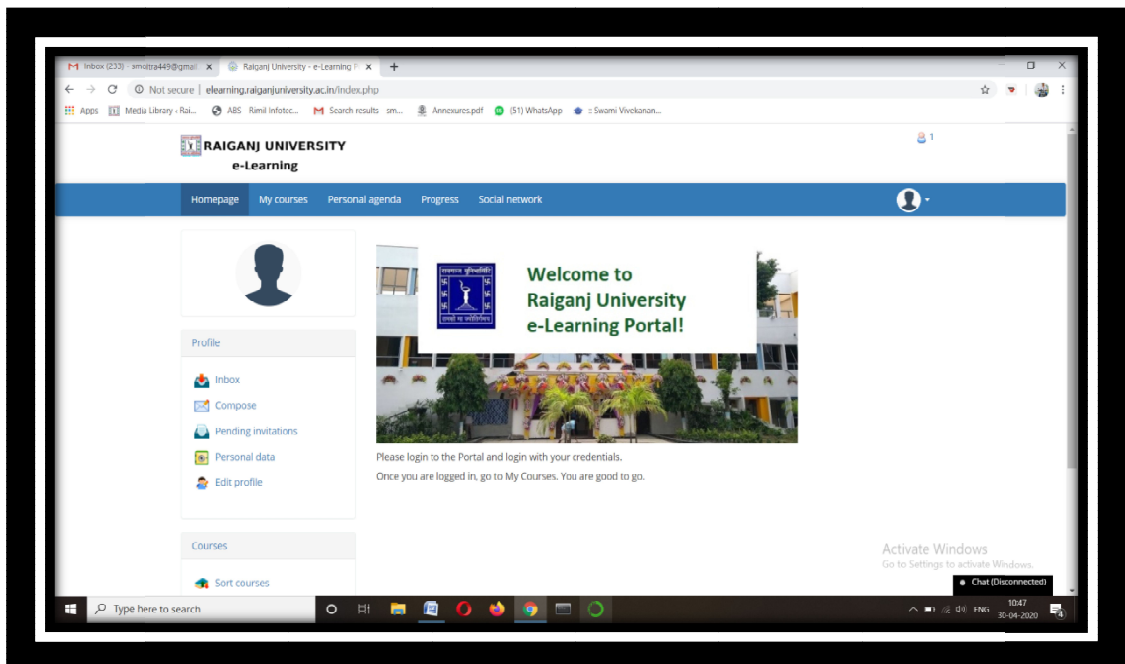 Inbox (233) - smoitra449@gmail
Raiganj University - e-Learning P
Not secure | elearning.raiganjuniversity.ac.in/index.php
Apps Media Library ‹ Rai... ABS Rimil Infotec... Search results sm... Annexures.pdf (51) WhatsApp :: Swami Vivekanan...
RAIGANJ UNIVERSITY
e-Learning
1
Homepage My courses Personal agenda Progress Social network
Welcome to
Raiganj University
e-Learning Portal!
Profile
Inbox
Compose
Pending invitations
Personal data
Edit profile
Please login to the Portal and login with your credentials.
Once you are logged in, go to My Courses. You are good to go.
Courses
Sort courses
Activate Windows
Go to Settings to activate Windows.
Chat (Disconnected)
Type here to search
ENG
10:47
30-04-2020
4